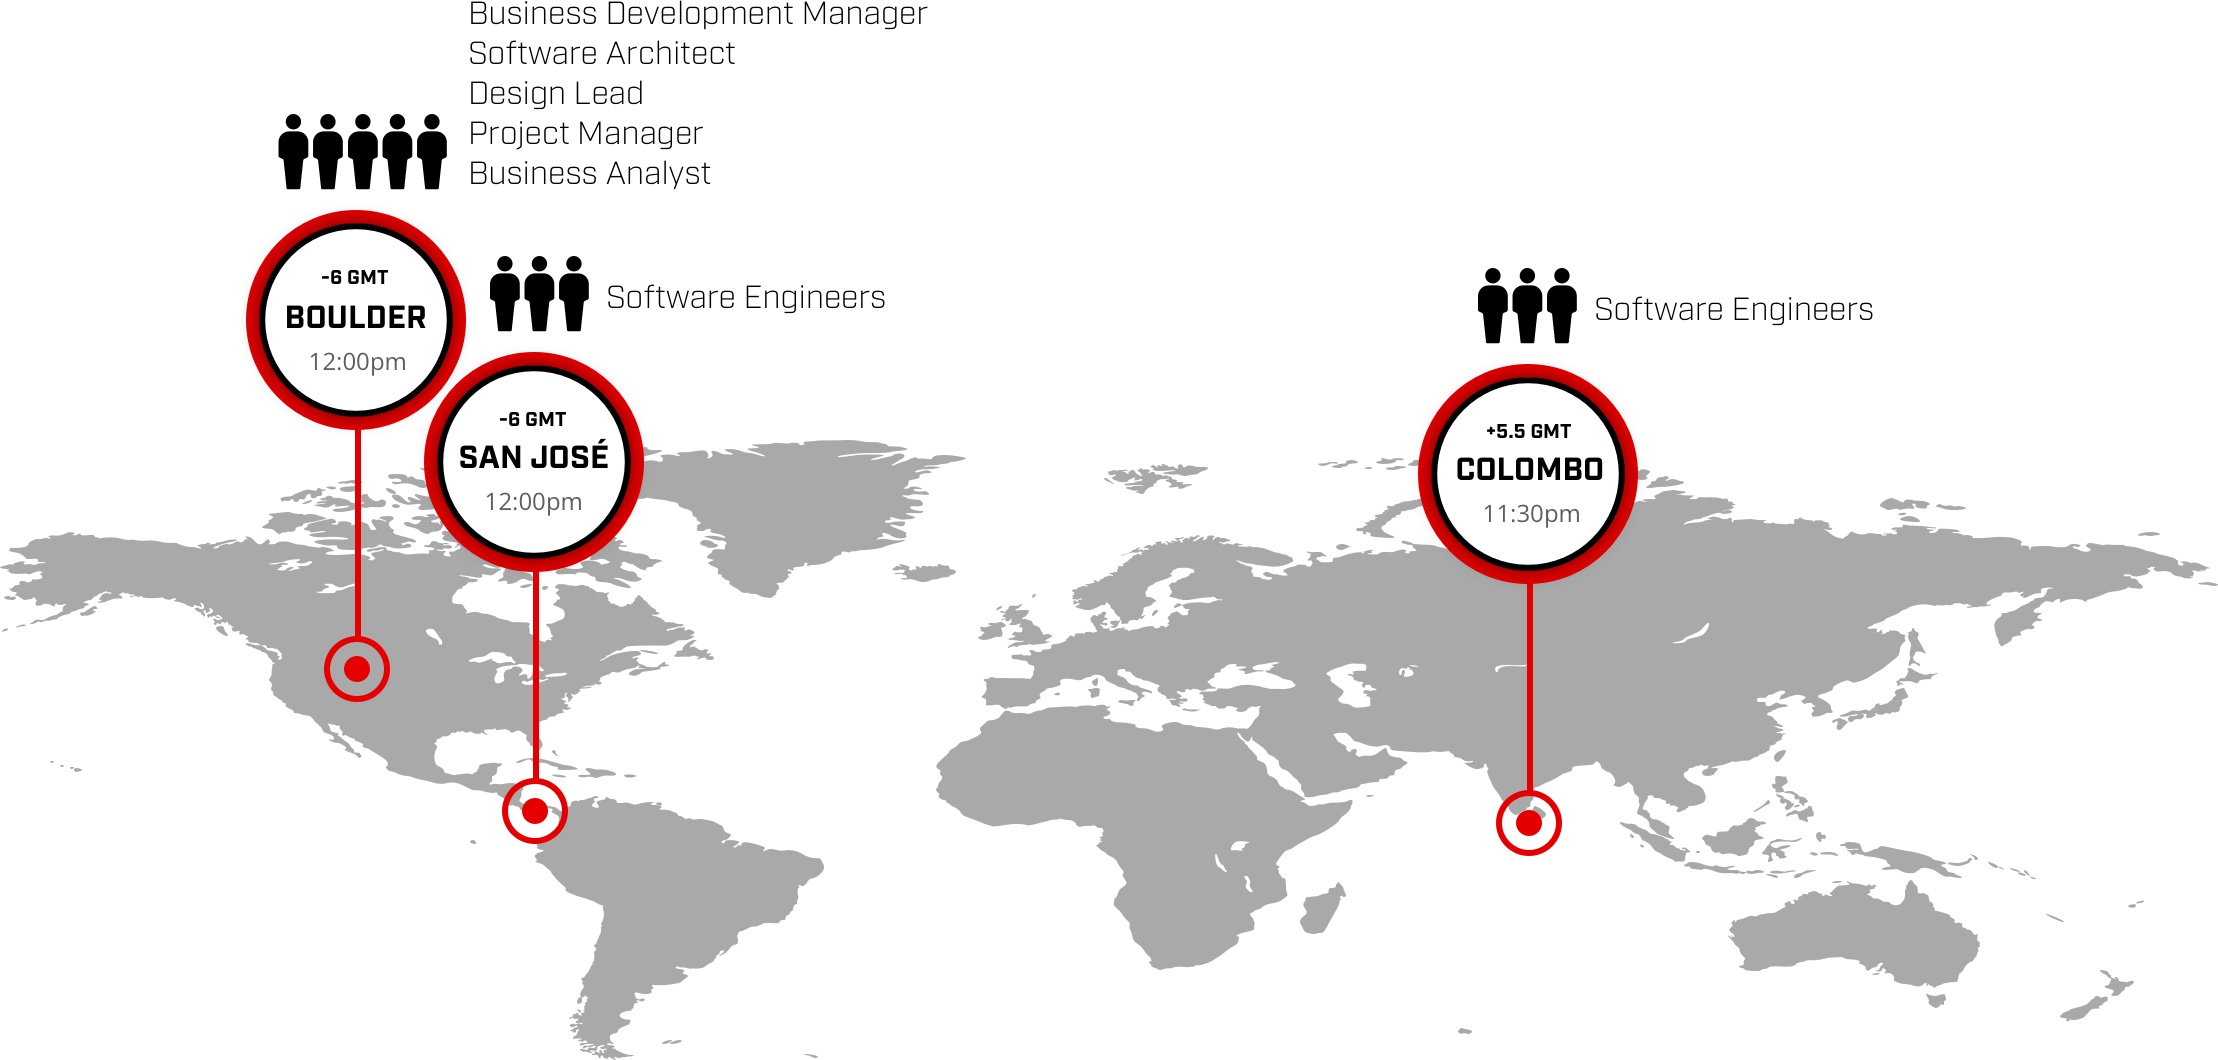 Business Development Manager
Software Architect
Design Lead
Project Manager
Business Analyst
-6 GMT
BOULDER
12:00pm
Software Engineers
-6 GMT
SAN JOSÉ
12:00pm
Software Engineers
+5.5 GMT
COLOMBO
11:30pm